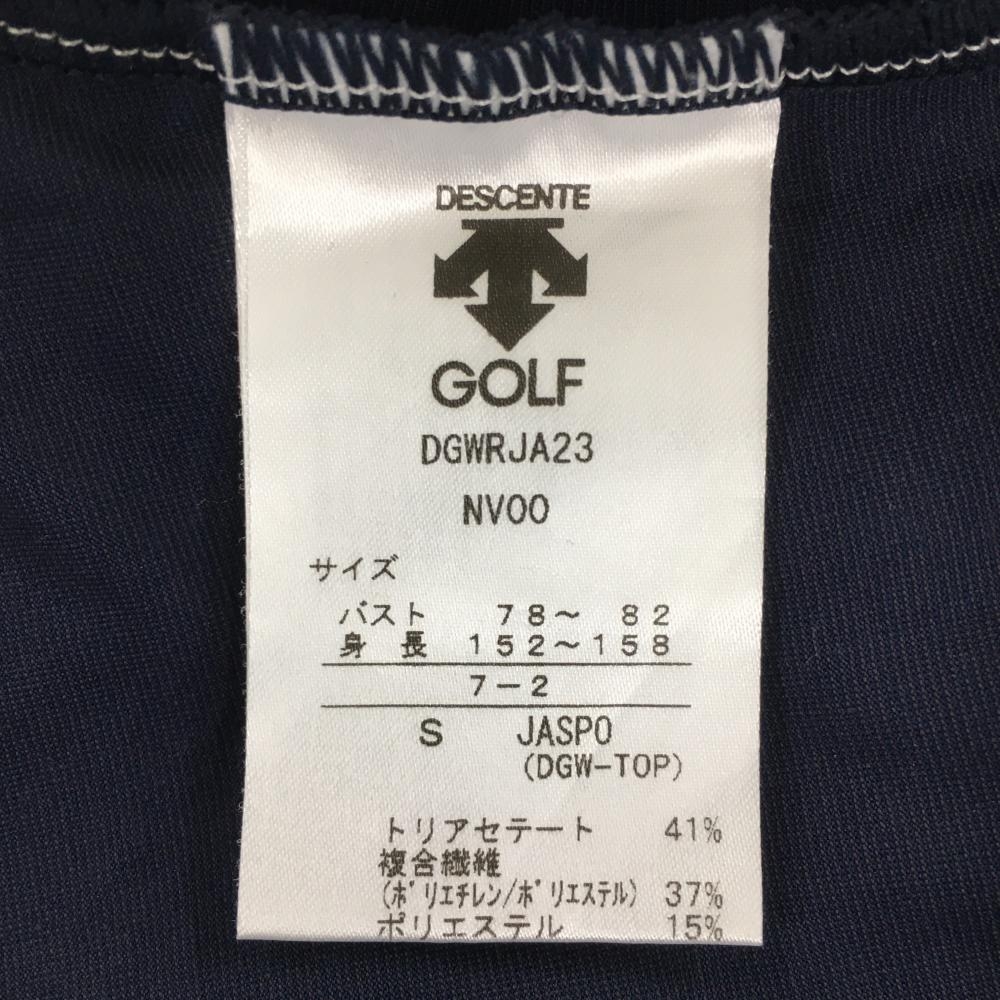 DESCENTE
GOLF
DGWRJA23
NV00
サイズ
バスト 78～ 82
身 長 152～158
7-2
S JASPO
(DGW-TOP)
トリアセテート 41%
複合繊維
(ポリエチレン/ポリエステル) 37%
ポリエステル 15%